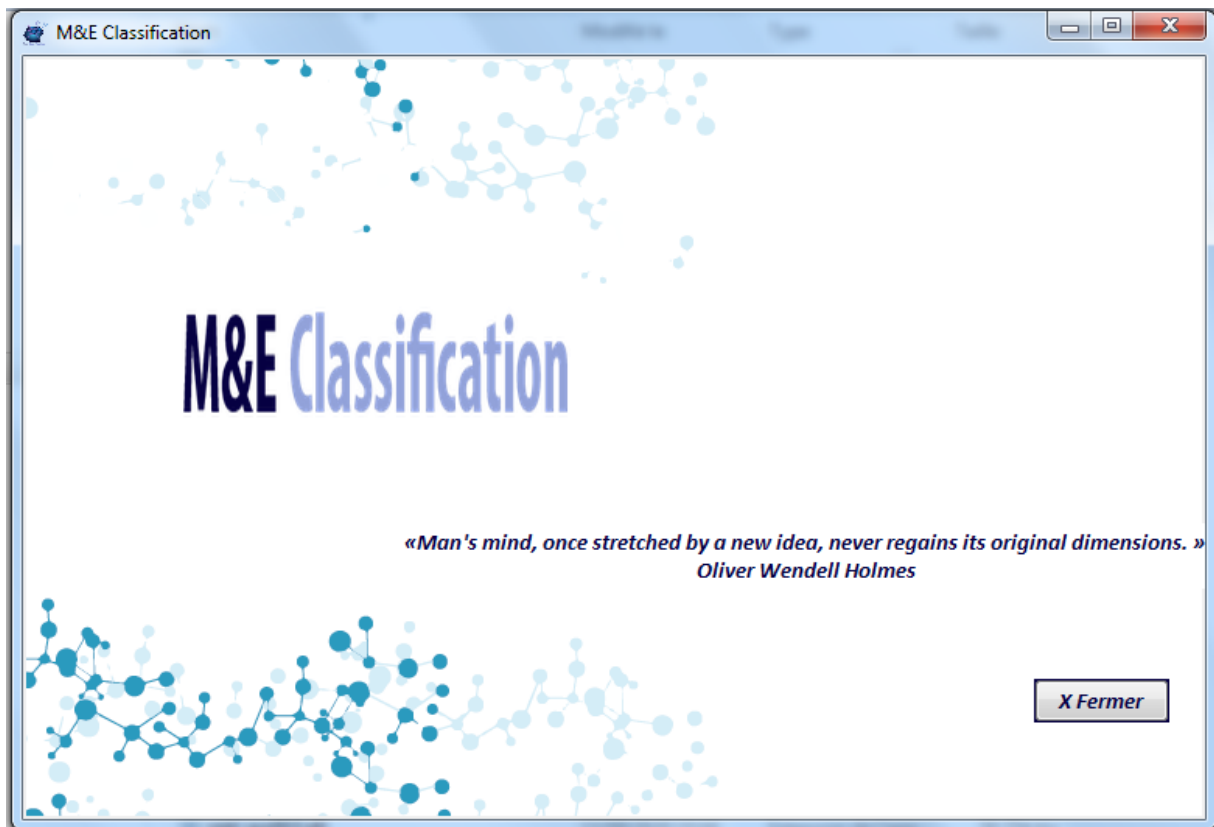 M&E Classification
M&E Classification
«Man's mind, once stretched by a new idea, never regains its original dimensions. »
Oliver Wendell Holmes
X Fermer